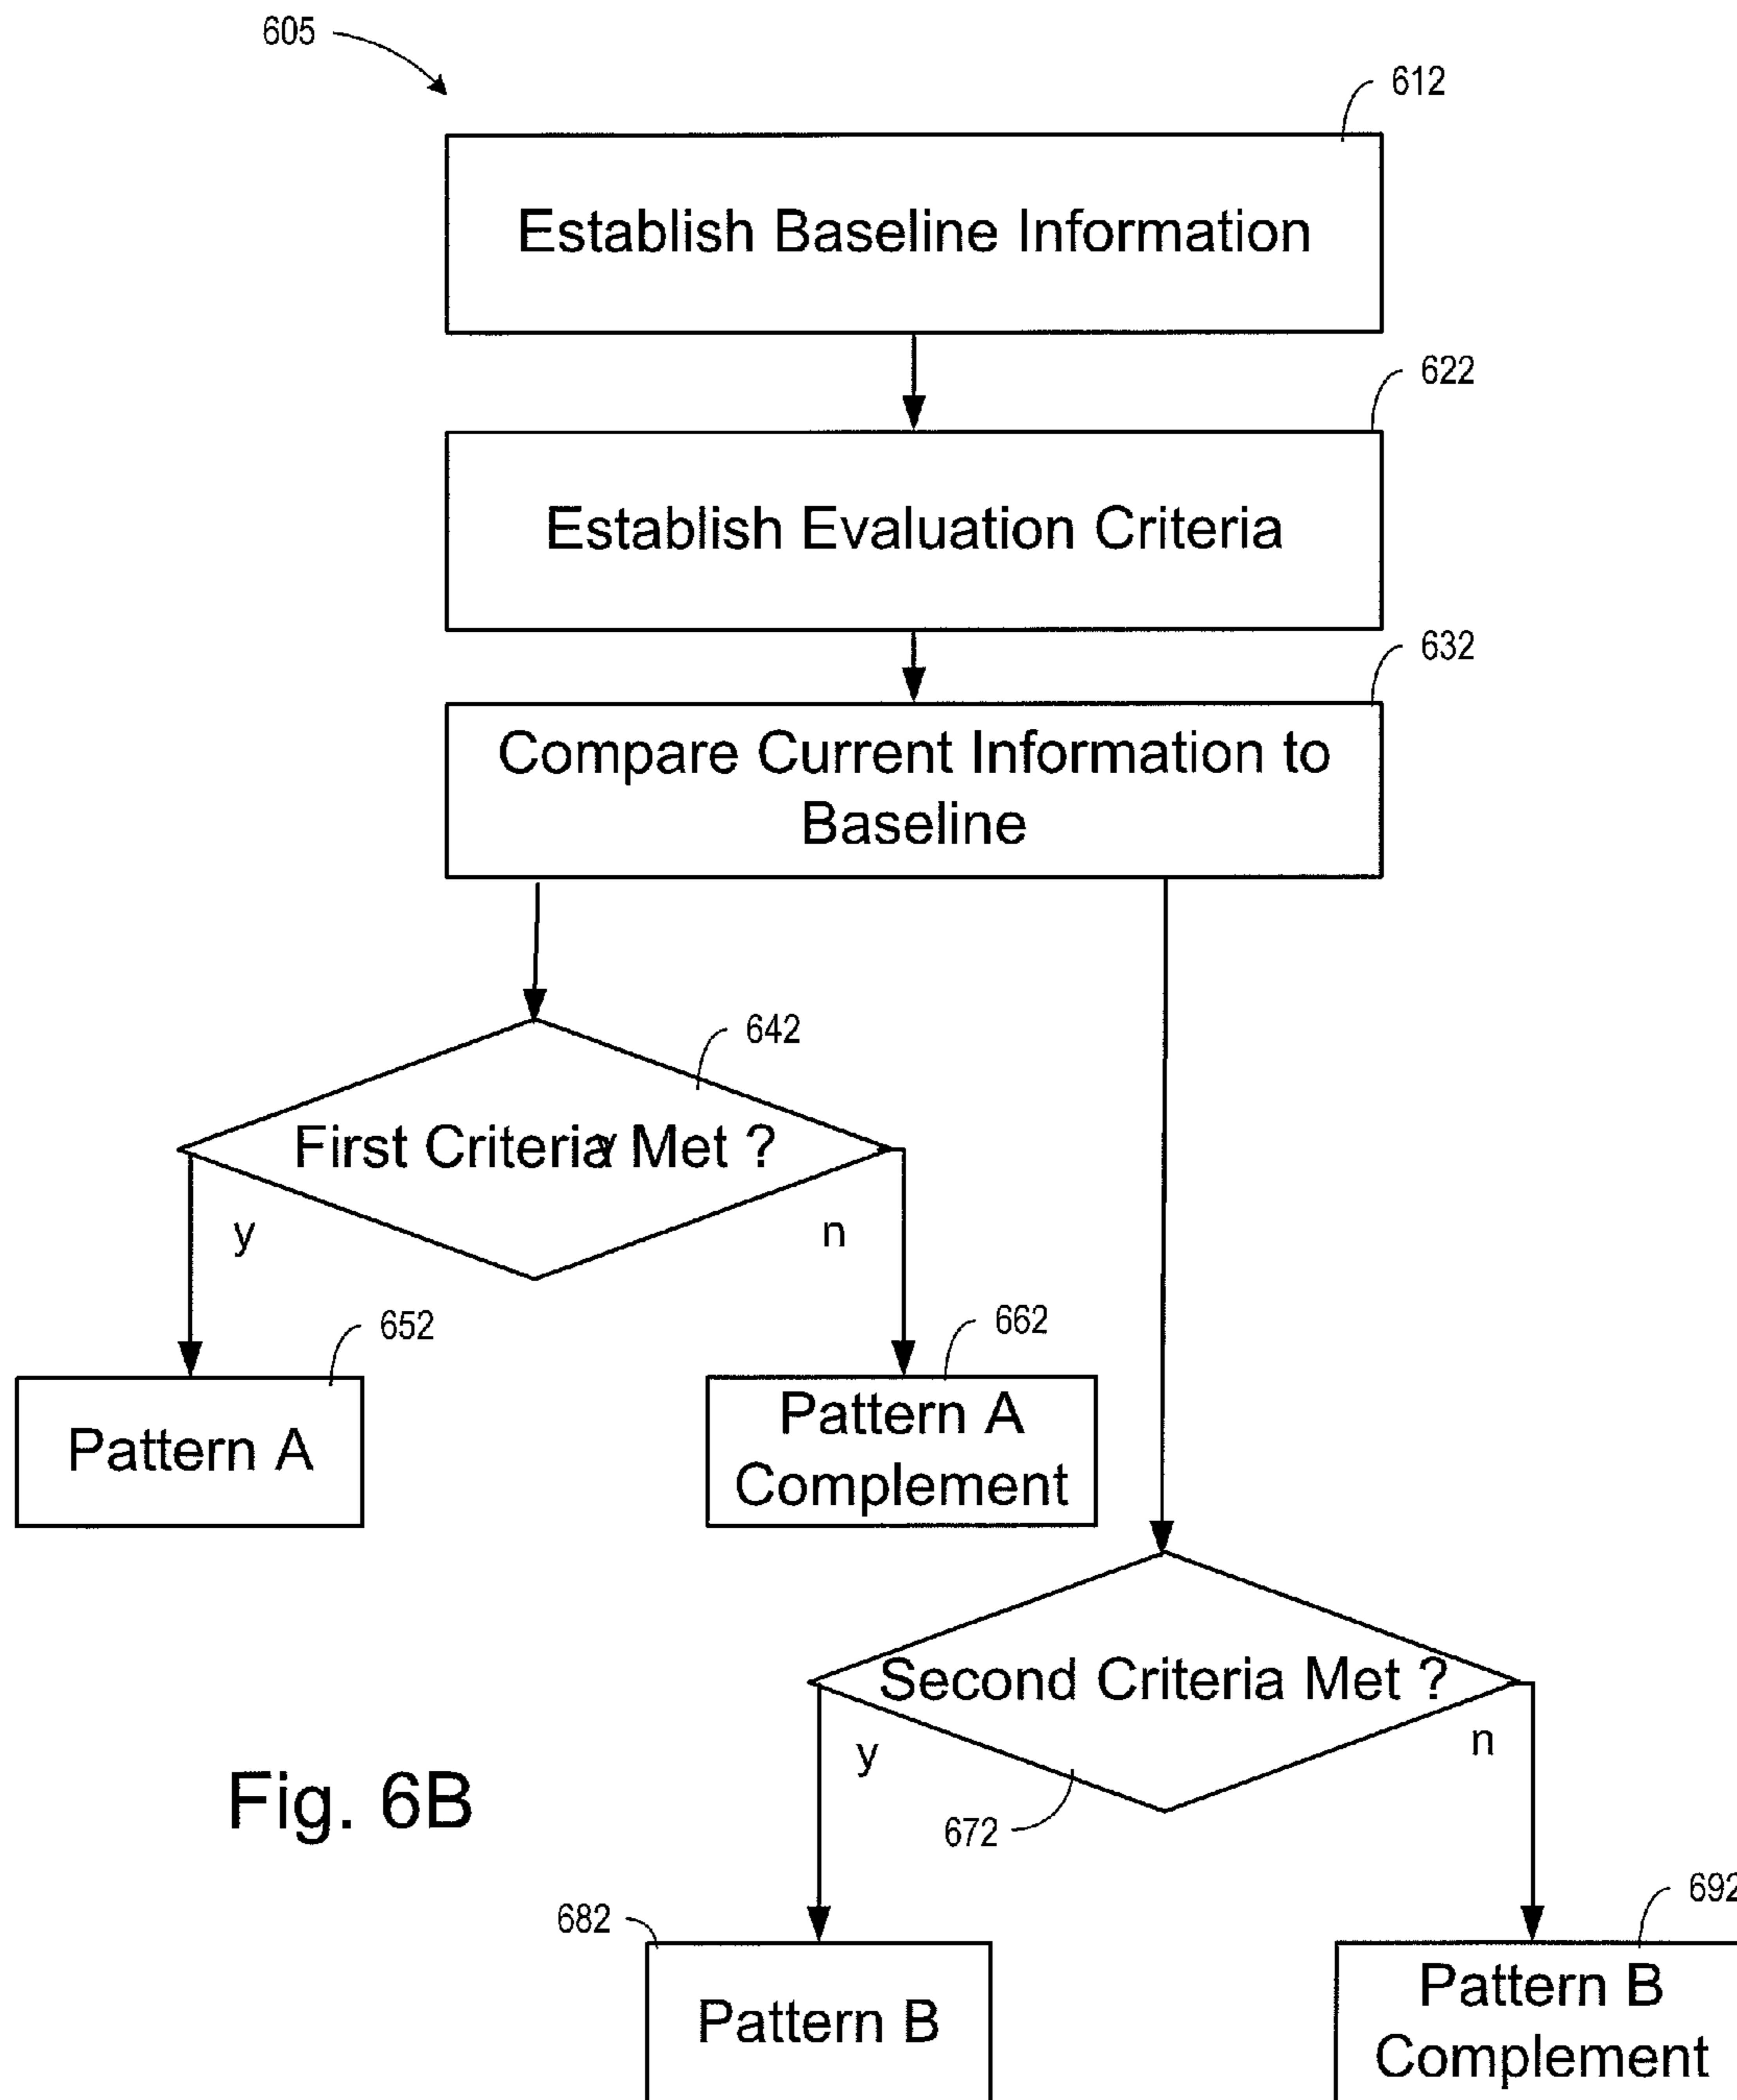 605
612
Establish Baseline Information
622
Establish Evaluation Criteria
632
Compare Current Information to
Baseline
642
First Criteria Met ?
y
n
652
Pattern A
662
Pattern A
Complement
Second Criteria Met ?
y
n
672
Fig. 6B
682
Pattern B
692
Pattern B
Complement